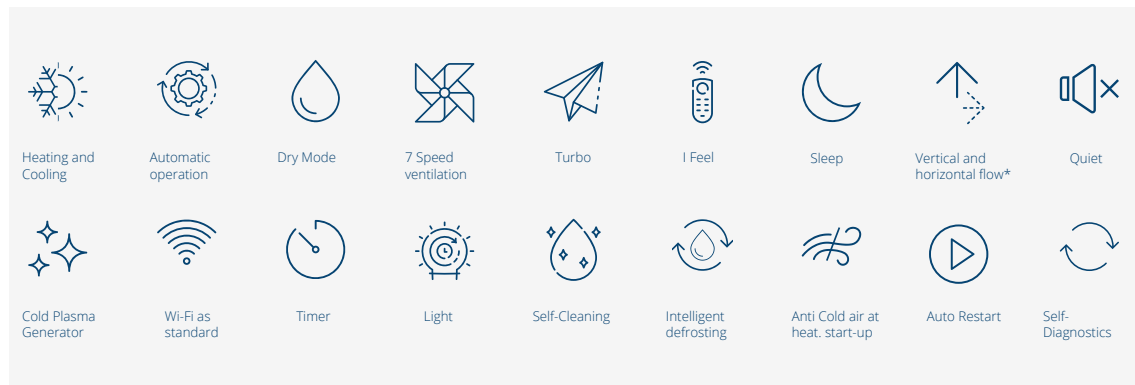 Heating and
Cooling
Automatic
operation
Dry Mode
7 Speed
ventilation
Turbo
I Feel
Sleep
Vertical and
horizontal flow*
Quiet
Cold Plasma
Generator
Wi-Fi as
standard
Timer
Light
Self-Cleaning
Intelligent
defrosting
Anti Cold air at
heat. start-up
Auto Restart
Self-
Diagnostics